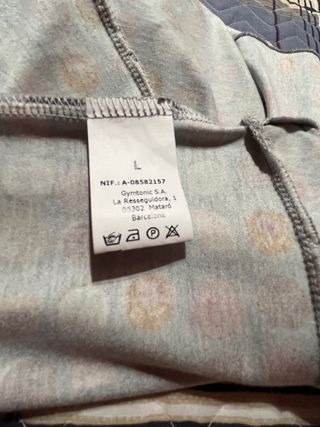 L
NIF.: A-08582157
Gymtonic S.A.
La Resseguidora, 1
08302 Mataró
Barcelona